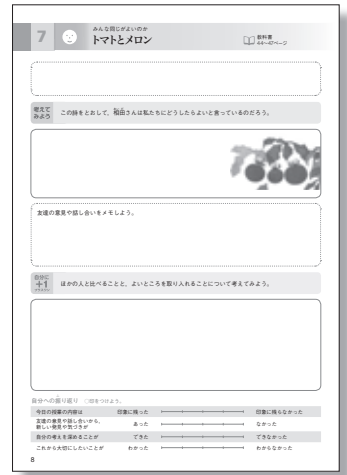 7
みんな同じがよいのか
トマトとメロン
教科書
44〜47ページ
考えて
みよう
この詩をとおして，相田さんは私たちにどうしたらよいと言っているのだろう。
友達の意見や話し合いをメモしよう。
自分に
+1
ほかの人と比べることと，よいところを取り入れることについて考えてみよう。
自分への振り返り ○印をつけよう。
今日の授業の内容は 印象に残った 印象に残らなかった
友達の意見や話し合いから，
新しい発見や気づきが あった なかった
自分の考えを深めることが できた できなかった
これから大切にしたいことが わかった わからなかった
8